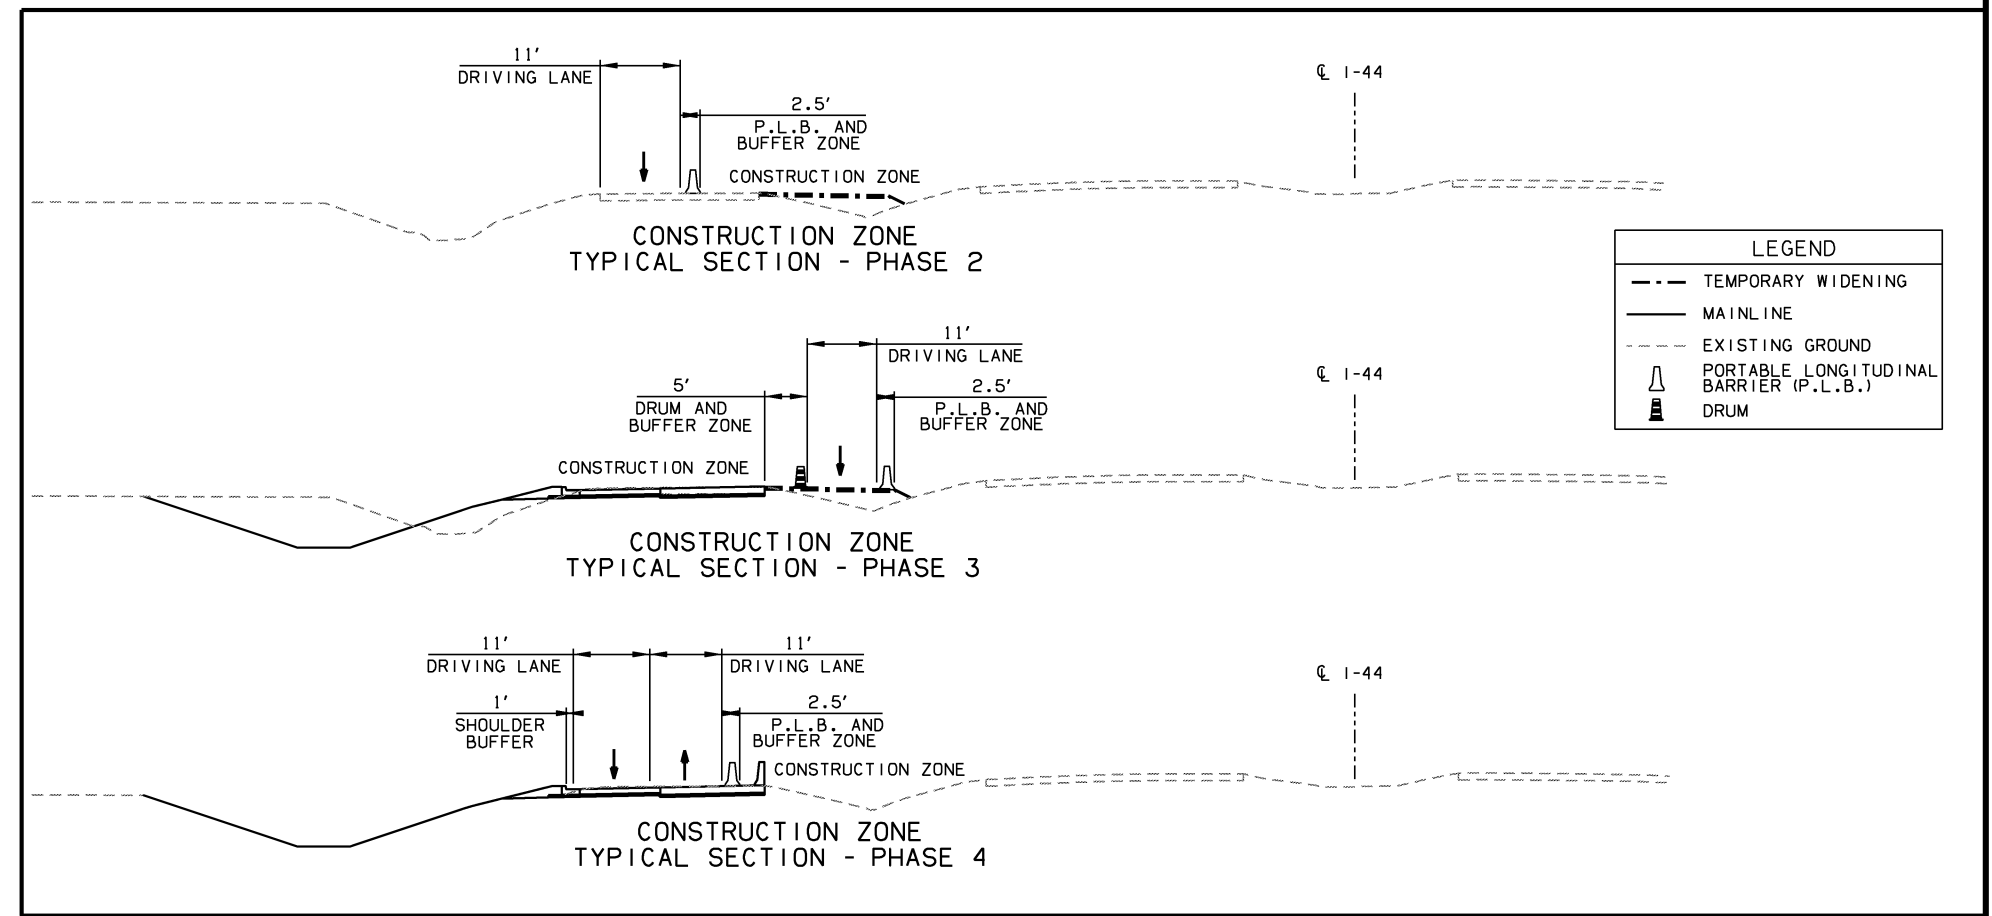 11'
DRIVING LANE
2.5'
P.L.B. AND
BUFFER ZONE
CONSTRUCTION ZONE
℄ I-44
CONSTRUCTION ZONE
TYPICAL SECTION - PHASE 2
LEGEND
TEMPORARY WIDENING
MAINLINE
EXISTING GROUND
PORTABLE LONGITUDINAL
BARRIER (P.L.B.)
DRUM
11'
DRIVING LANE
5'
DRUM AND
BUFFER ZONE
2.5'
P.L.B. AND
BUFFER ZONE
CONSTRUCTION ZONE
℄ I-44
CONSTRUCTION ZONE
TYPICAL SECTION - PHASE 3
11'
DRIVING LANE
11'
DRIVING LANE
1'
SHOULDER
BUFFER
2.5'
P.L.B. AND
BUFFER ZONE
CONSTRUCTION ZONE
℄ I-44
CONSTRUCTION ZONE
TYPICAL SECTION - PHASE 4